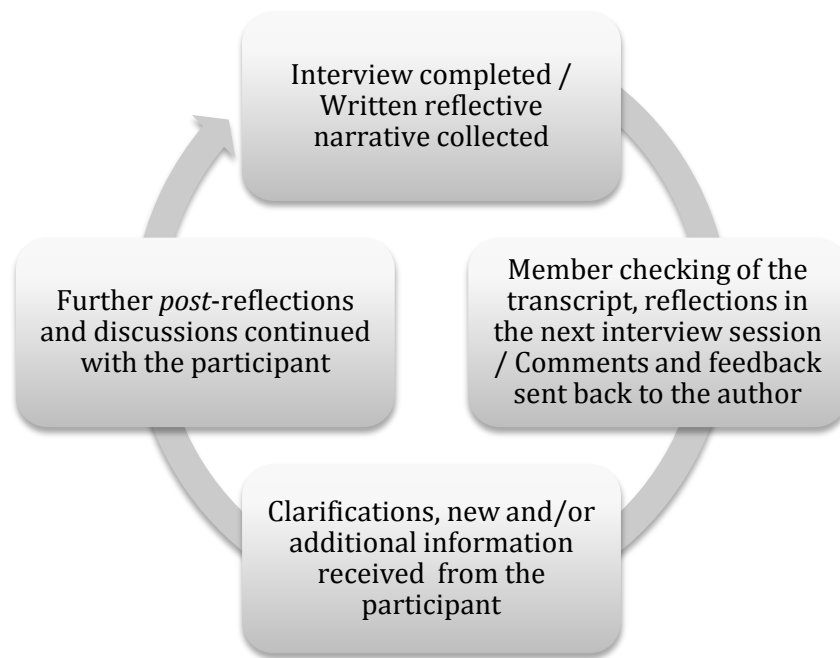 Interview completed /
Written reflective
narrative collected
Member checking of the
transcript, reflections in
the next interview session
/ Comments and feedback
sent back to the author
Clarifications, new and/or
additional information
received from the
participant
Further post-reflections
and discussions continued
with the participant